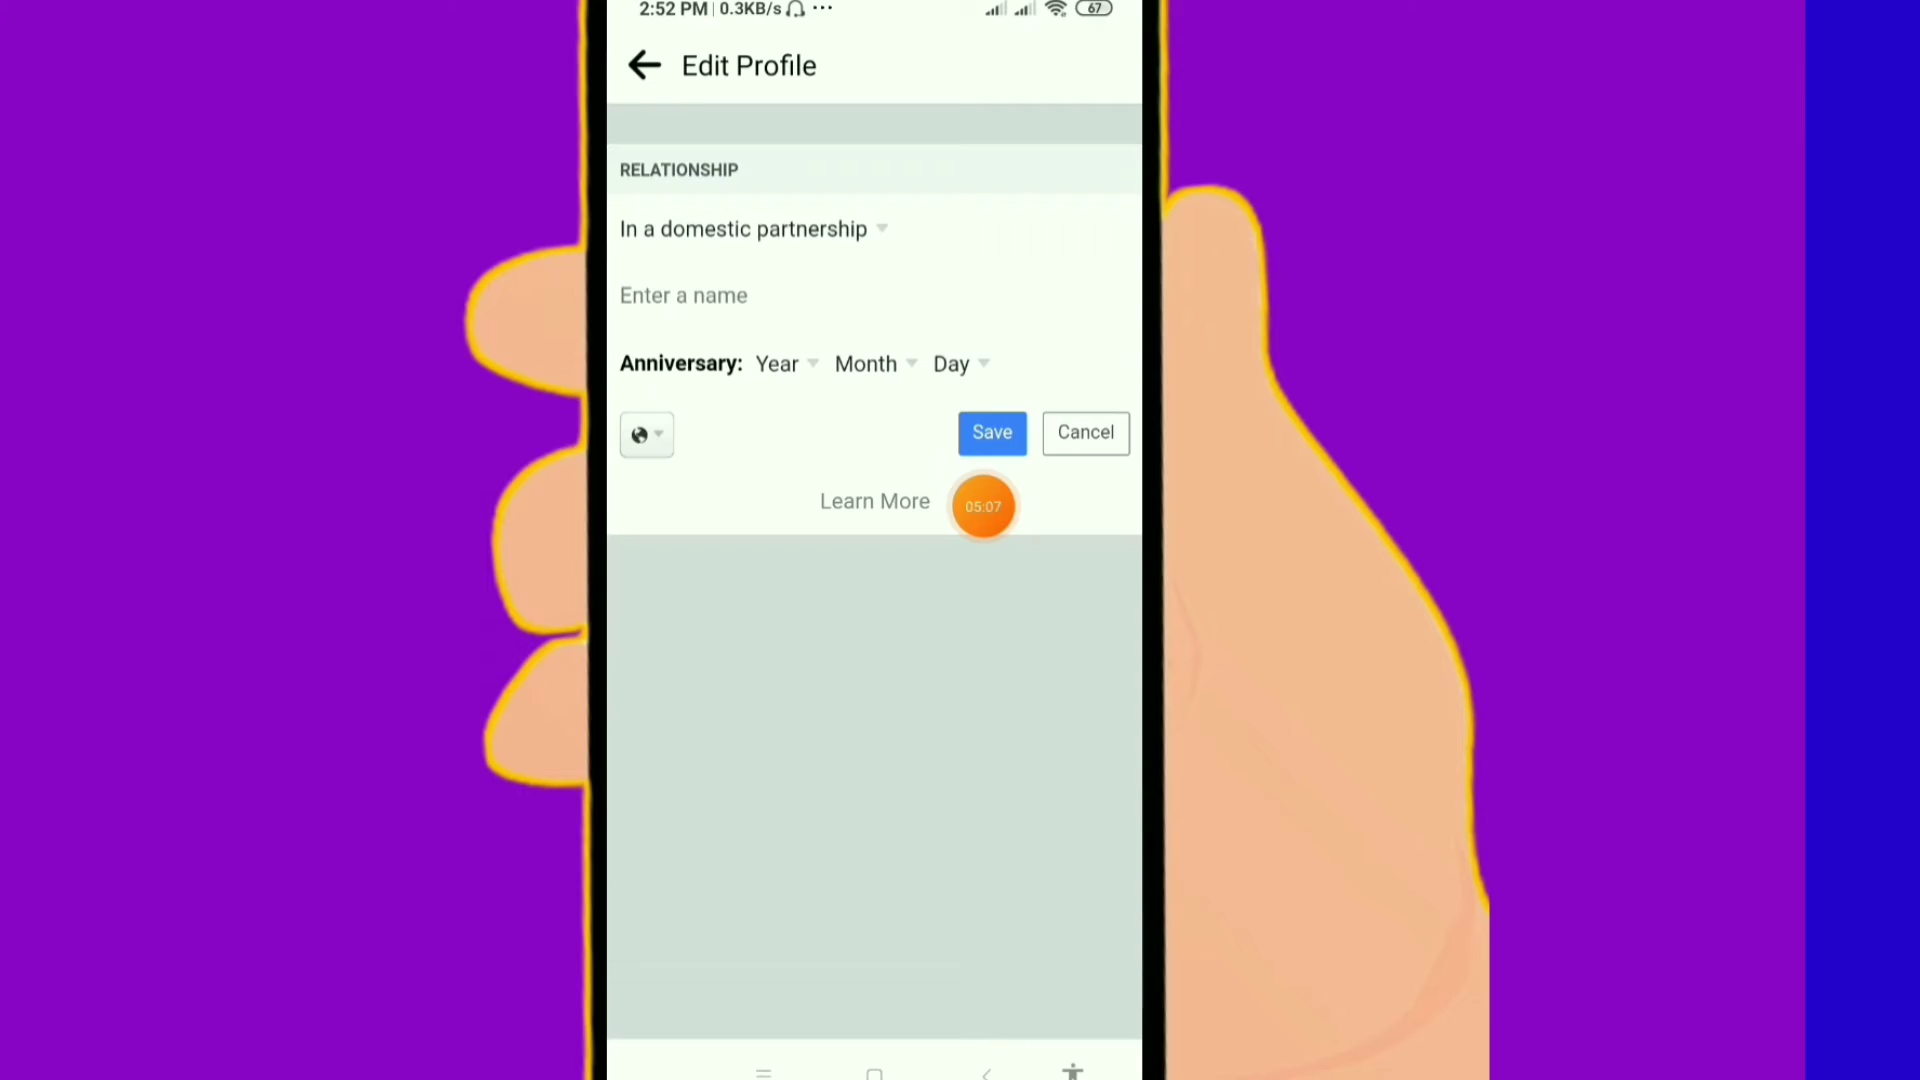 2:52 PM | 0.3KB/s ... 67
Edit Profile
RELATIONSHIP
In a domestic partnership
Enter a name
Anniversary: Year Month Day
Save Cancel
Learn More 05:07